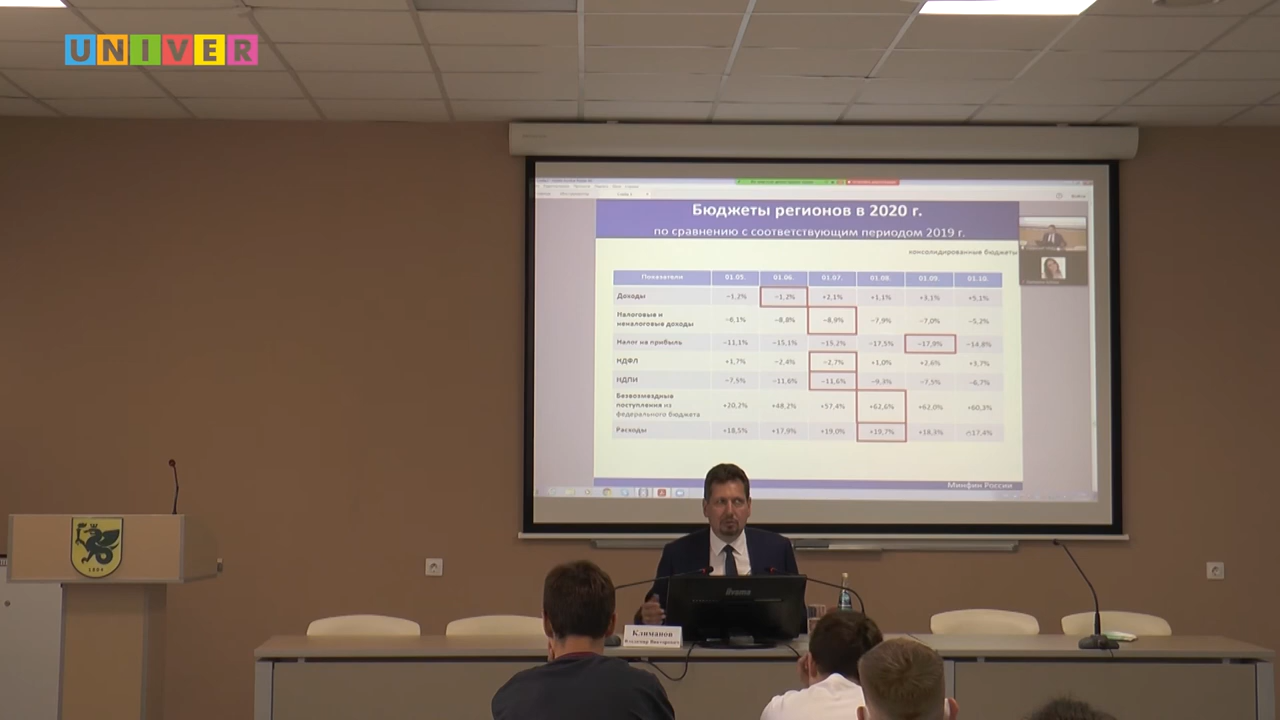 UNIVER
Бюджеты регионов в 2020 г.
по сравнению с соответствующим периодом 2019 г.
консолидированные бюджеты
Показатели 01.05. 01.06. 01.07. 01.08. 01.09. 01.10.
Доходы −1,2% −1,2% +2,1% +1,1% +3,1% +5,1%
Налоговые и
неналоговые доходы −6,1% −8,8% −8,9% −7,9% −7,0% −5,2%
Налог на прибыль −11,1% −15,1% −15,2% −17,5% −17,9% −14,8%
НДФЛ +1,7% −2,4% −2,7% +1,0% +2,6% +3,7%
НДПИ −7,5% −11,6% −11,6% −9,3% −7,5% −6,7%
Безвозмездные
поступления из
федерального бюджета +20,2% +48,2% +57,4% +62,6% +62,0% +60,3%
Расходы +18,5% +17,9% +19,0% +19,7% +18,3% +17,4%
Минфин России
1804
iiyama
Климанов
Владимир Викторович